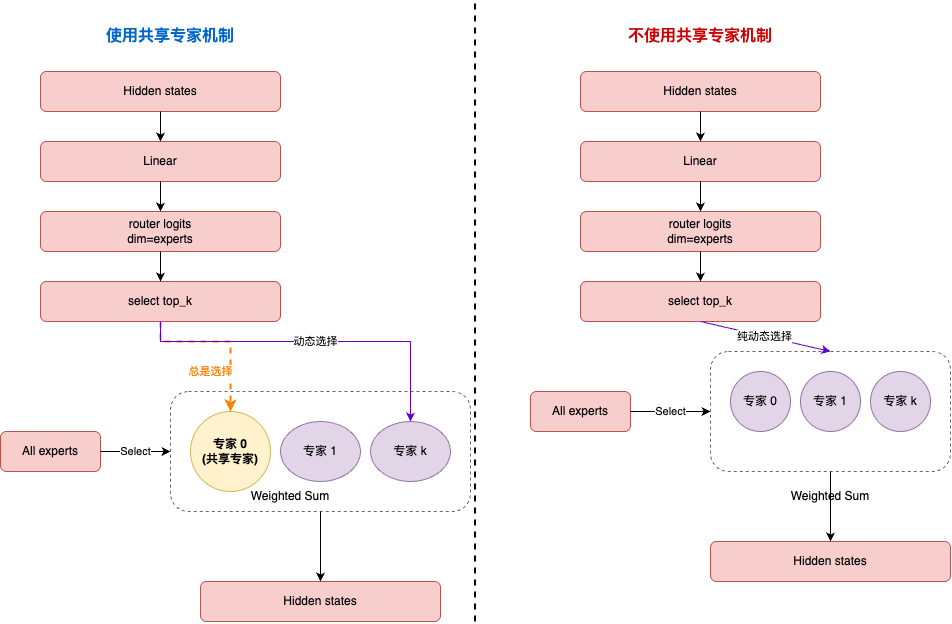 使用共享专家机制
Hidden states
Linear
router logits
dim=experts
select top_k
动态选择
总是选择
All experts
Select
专家 0
(共享专家)
专家 1
专家 k
Weighted Sum
Hidden states
不使用共享专家机制
Hidden states
Linear
router logits
dim=experts
select top_k
纯动态选择
All experts
Select
专家 0
专家 1
专家 k
Weighted Sum
Hidden states